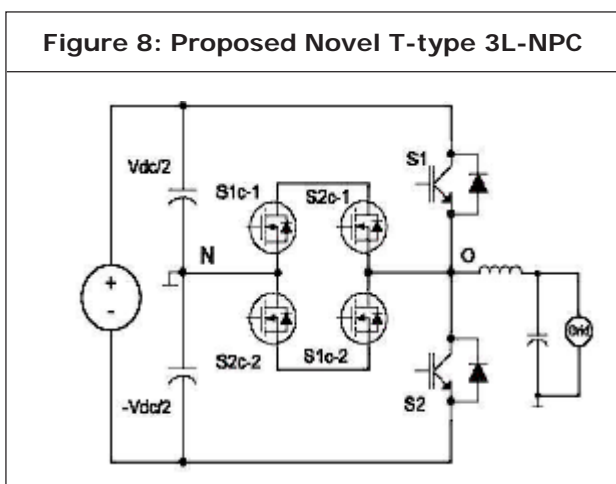 Figure 8: Proposed Novel T-type 3L-NPC
Vdc/2
S1
S1c-1
S2c-1
N
O
+
-
Grid
S2c-2
S1c-2
-Vdc/2
S2